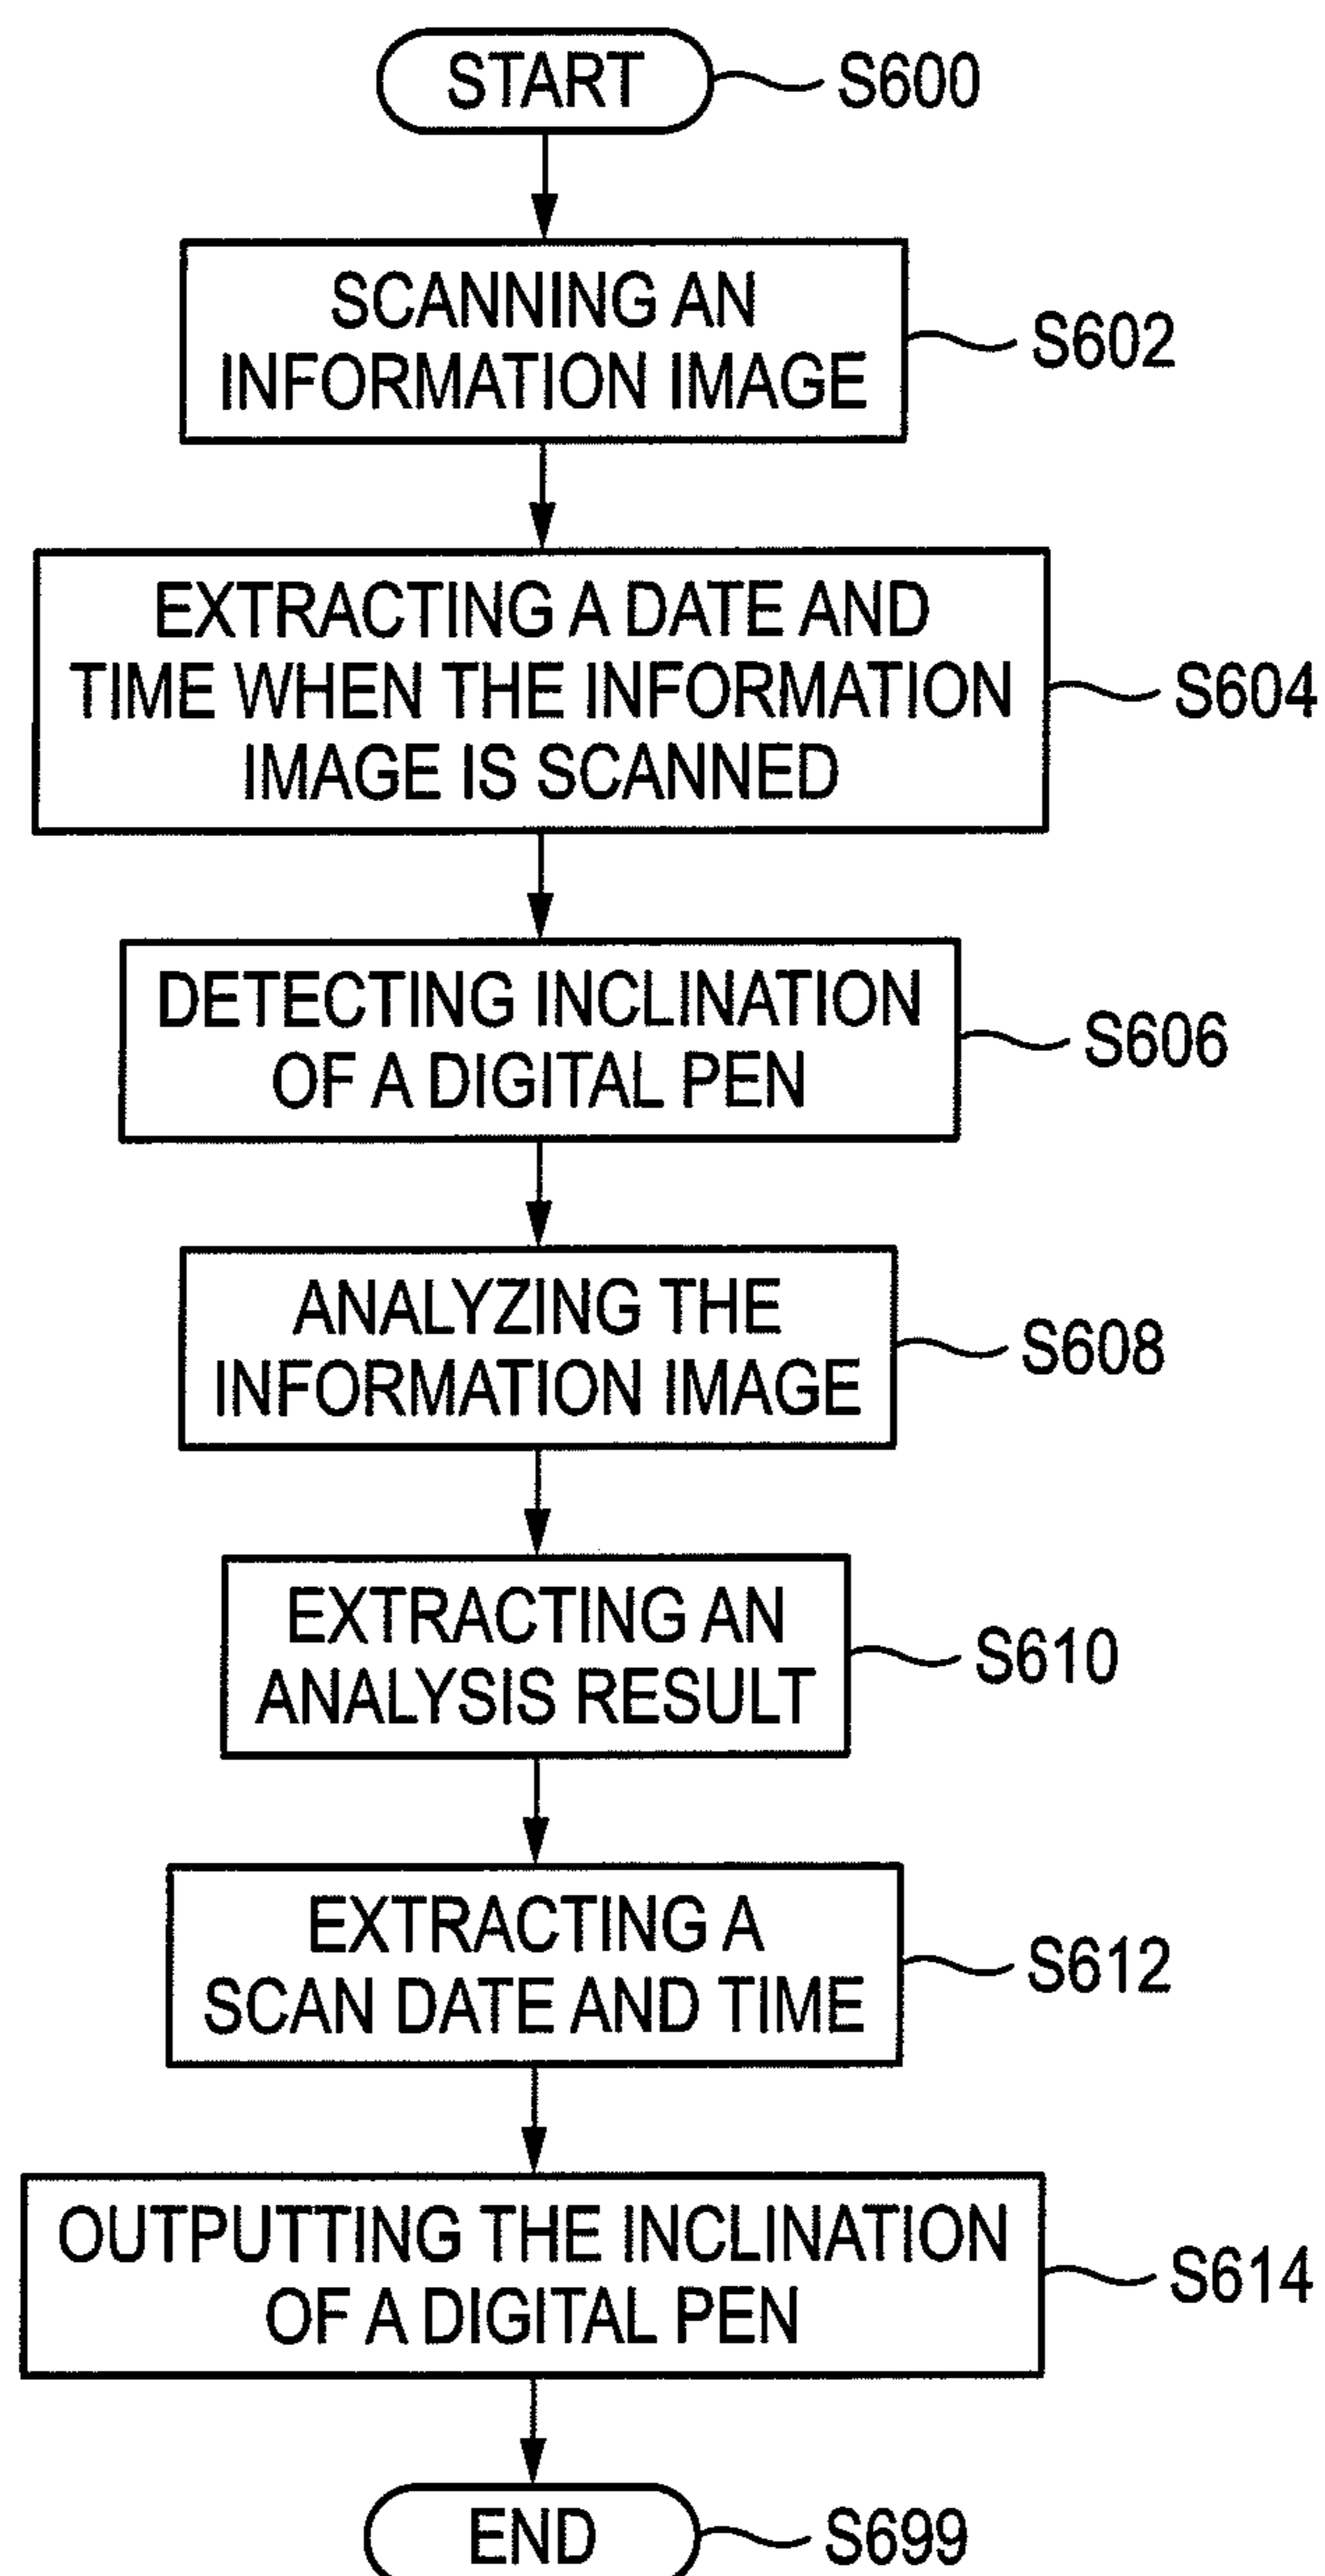 START
S600
SCANNING AN
INFORMATION IMAGE
S602
EXTRACTING A DATE AND
TIME WHEN THE INFORMATION
IMAGE IS SCANNED
S604
DETECTING INCLINATION
OF A DIGITAL PEN
S606
ANALYZING THE
INFORMATION IMAGE
S608
EXTRACTING AN
ANALYSIS RESULT
S610
EXTRACTING A
SCAN DATE AND TIME
S612
OUTPUTTING THE INCLINATION
OF A DIGITAL PEN
S614
END
S699